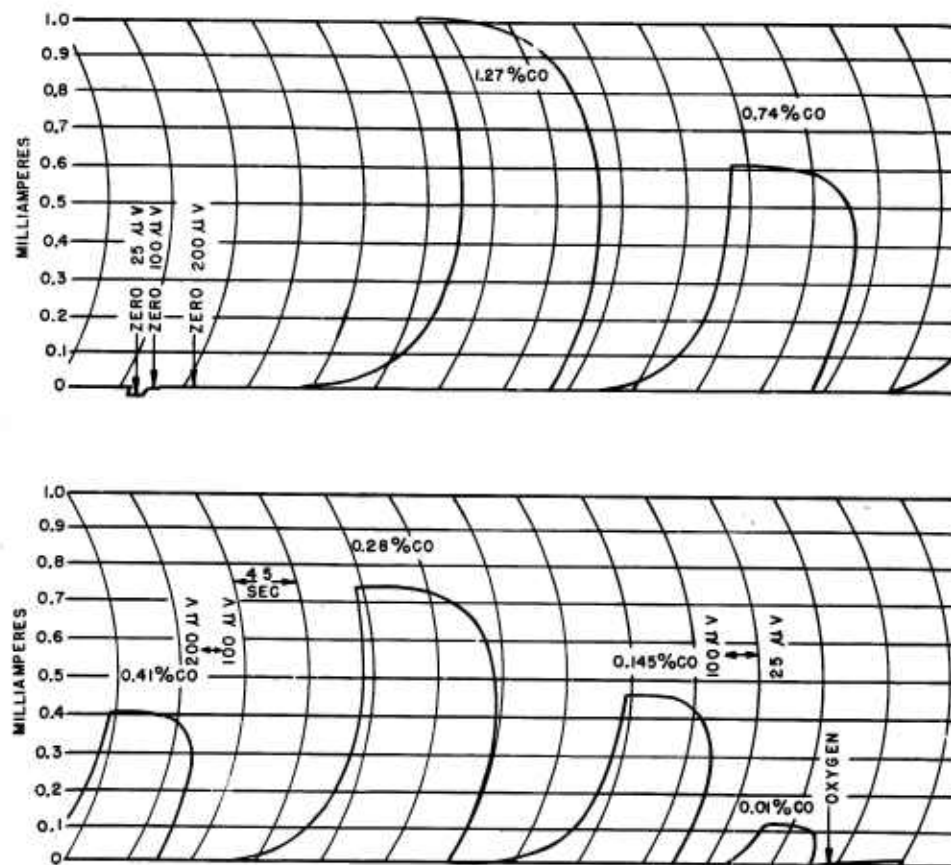 1.0
0.9
0.8
0.7
0.6
0.5
0.4
0.3
0.2
0.1
0
MILLIAMPERES
ZERO 25 μV
ZERO 100 μV
ZERO 200 μV
1.27%CO
0.74%CO
1.0
0.9
0.8
0.7
0.6
0.5
0.4
0.3
0.2
0.1
0
MILLIAMPERES
0.41%CO
200 μV
100 μV
45
SEC
0.28%CO
0.145%CO
100 μV
25 μV
0.01%CO
OXYGEN